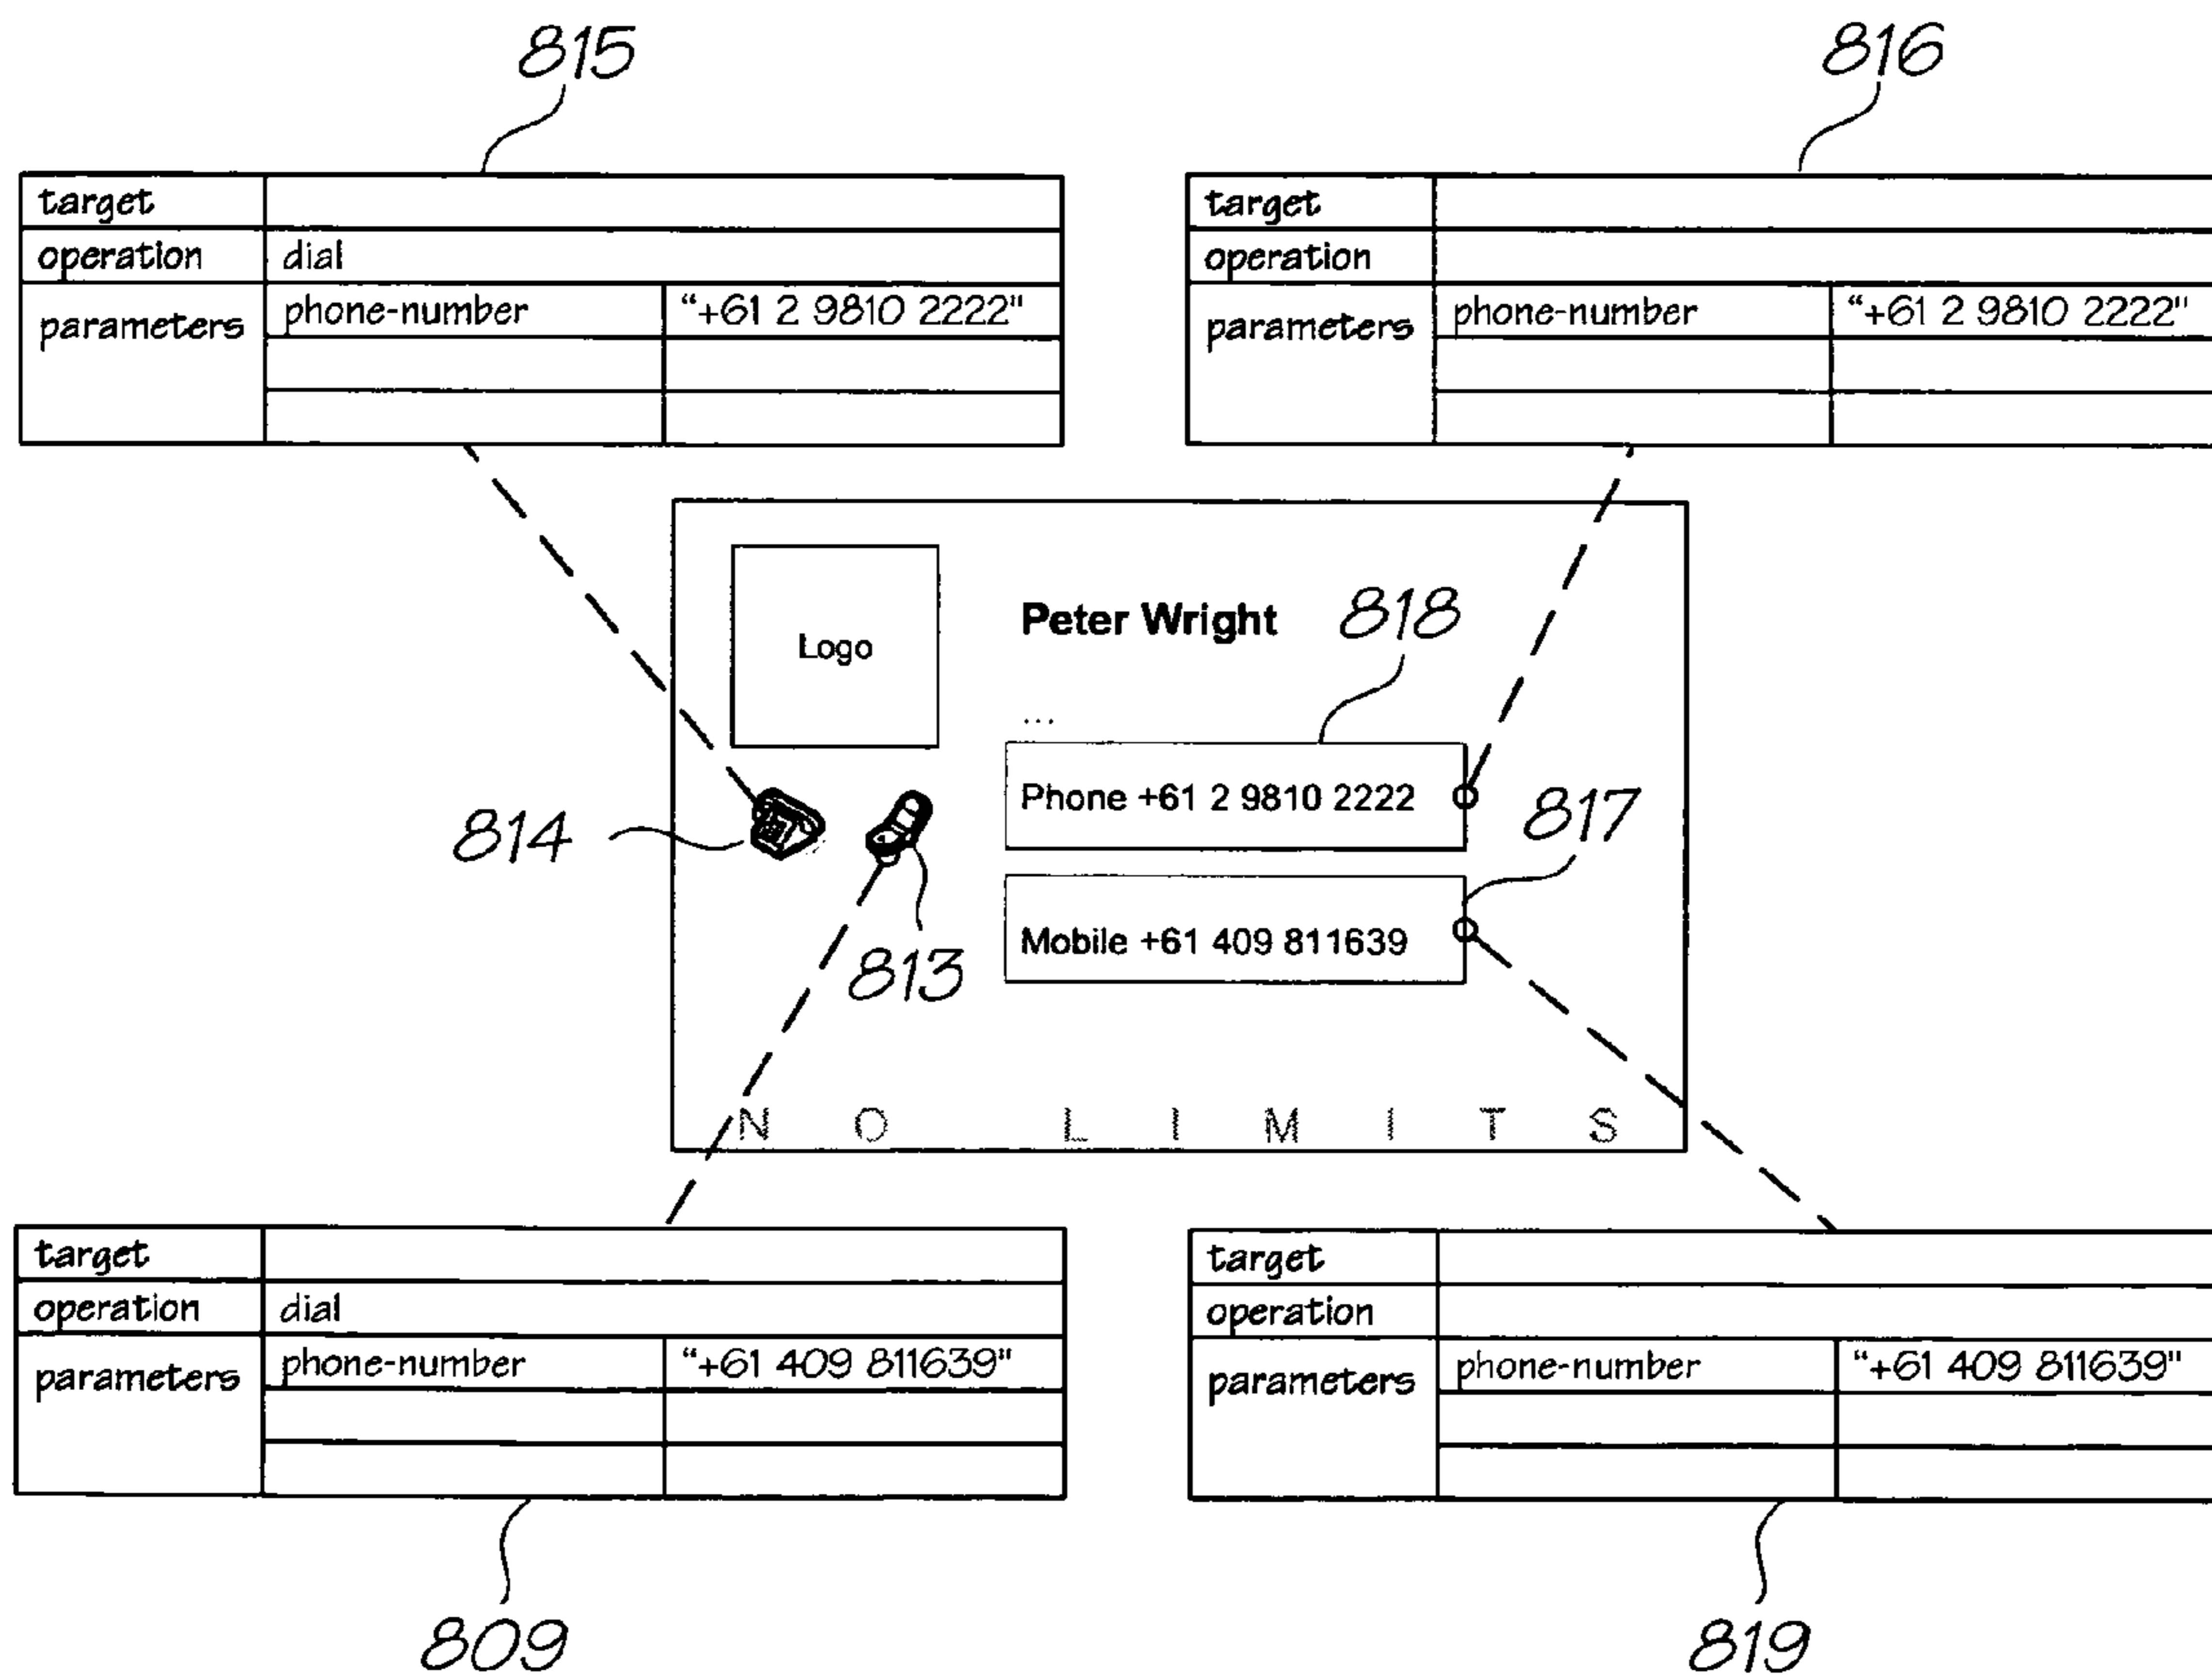 815
816
target
operation dial
parameters phone-number “+61 2 9810 2222"
target
operation
parameters phone-number “+61 2 9810 2222"
Logo
Peter Wright
818
...
Phone +61 2 9810 2222
814
817
813
Mobile +61 409 811639
NO LIMITS
target
operation dial
parameters phone-number “+61 409 811639"
target
operation
parameters phone-number “+61 409 811639"
809
819